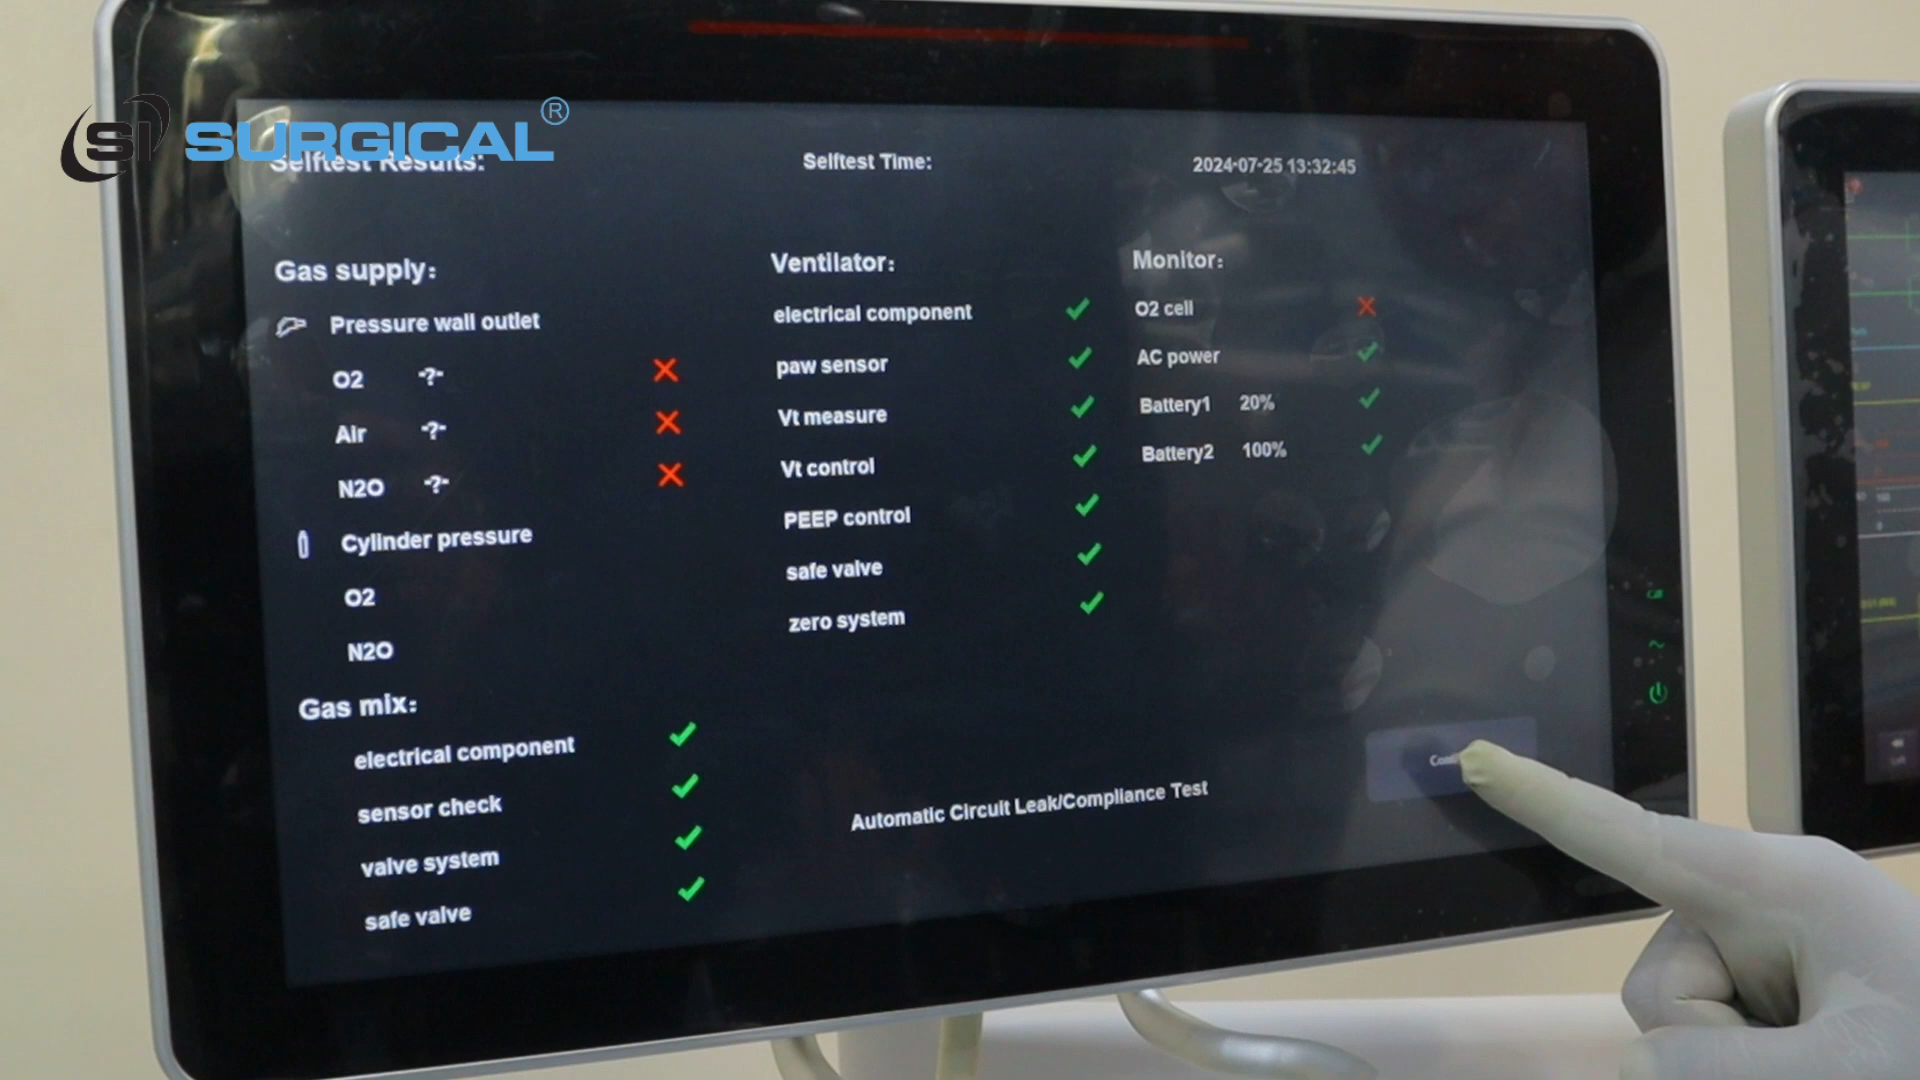 SI SURGICAL®
Selftest Results:
Selftest Time:
2024-07-25 13:32:45
Gas supply:
Pressure wall outlet
O2 -?-
Air -?-
N2O -?-
Cylinder pressure
O2
N2O
Gas mix:
electrical component
sensor check
valve system
safe valve
Ventilator:
electrical component
paw sensor
Vt measure
Vt control
PEEP control
safe valve
zero system
Monitor:
O2 cell
AC power
Battery1 20%
Battery2 100%
Automatic Circuit Leak/Compliance Test